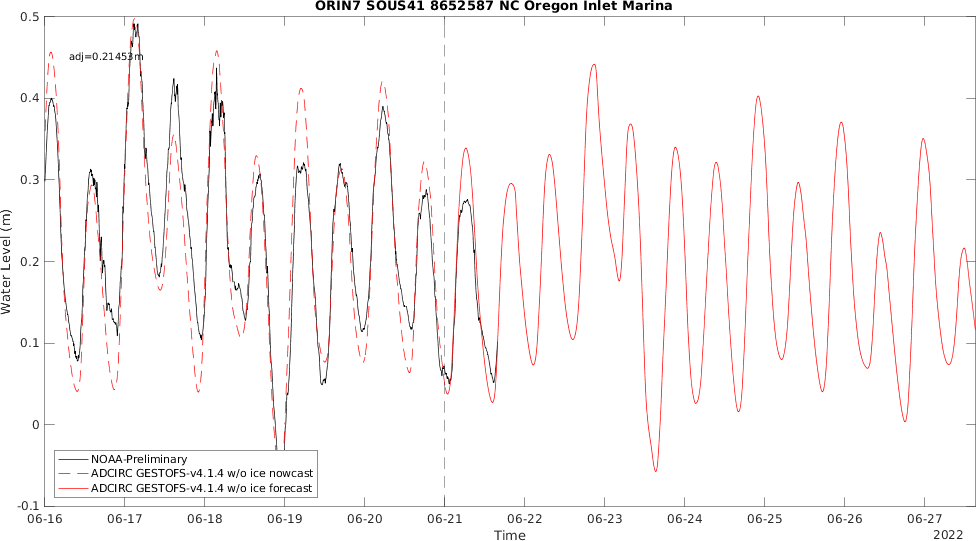 ORIN7 SOUS41 8652587 NC Oregon Inlet Marina
adj=0.21453m
Water Level (m)
0.5
0.4
0.3
0.2
0.1
0
-0.1
NOAA-Preliminary
ADCIRC GESTOFS-v4.1.4 w/o ice nowcast
ADCIRC GESTOFS-v4.1.4 w/o ice forecast
06-16 06-17 06-18 06-19 06-20 06-21 06-22 06-23 06-24 06-25 06-26 06-27
Time
2022